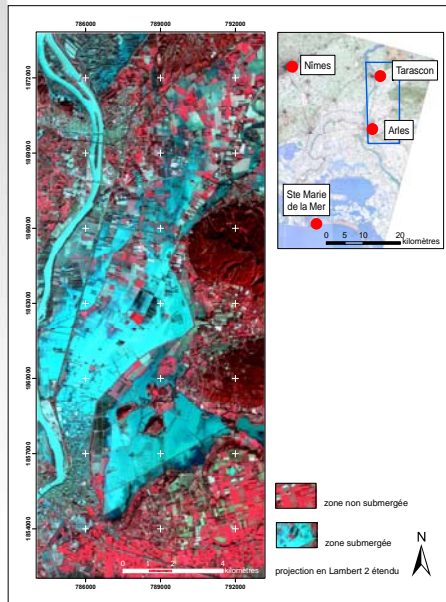 786000 789000 792000
1872000
1869000
1866000
1863000
1860000
1857000
1854000
0 2 4
kilomètres
786000 789000 792000
Nîmes
Tarascon
Arles
Ste Marie
de la Mer
0 5 10 20
kilomètres
zone non submergée
zone submergée
projection en Lambert 2 étendu
N